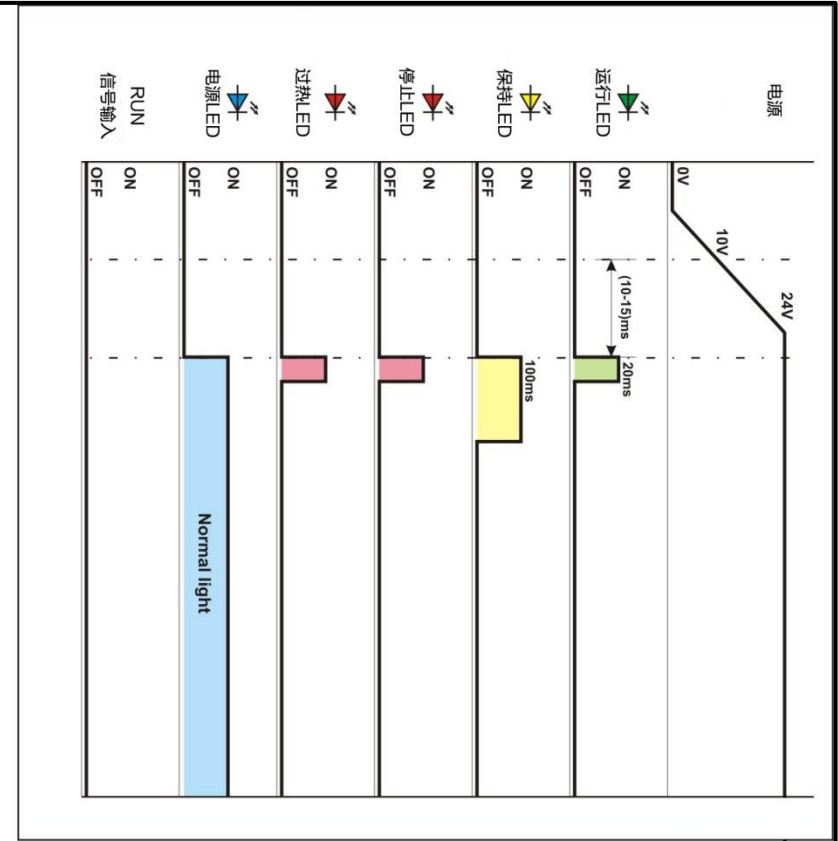 电源
0V
10V
24V
运行LED
ON
OFF
(10-15)ms
20ms
保持LED
ON
OFF
100ms
停止LED
ON
OFF
过热LED
ON
OFF
电源LED
ON
OFF
Normal light
RUN
信号输入
ON
OFF